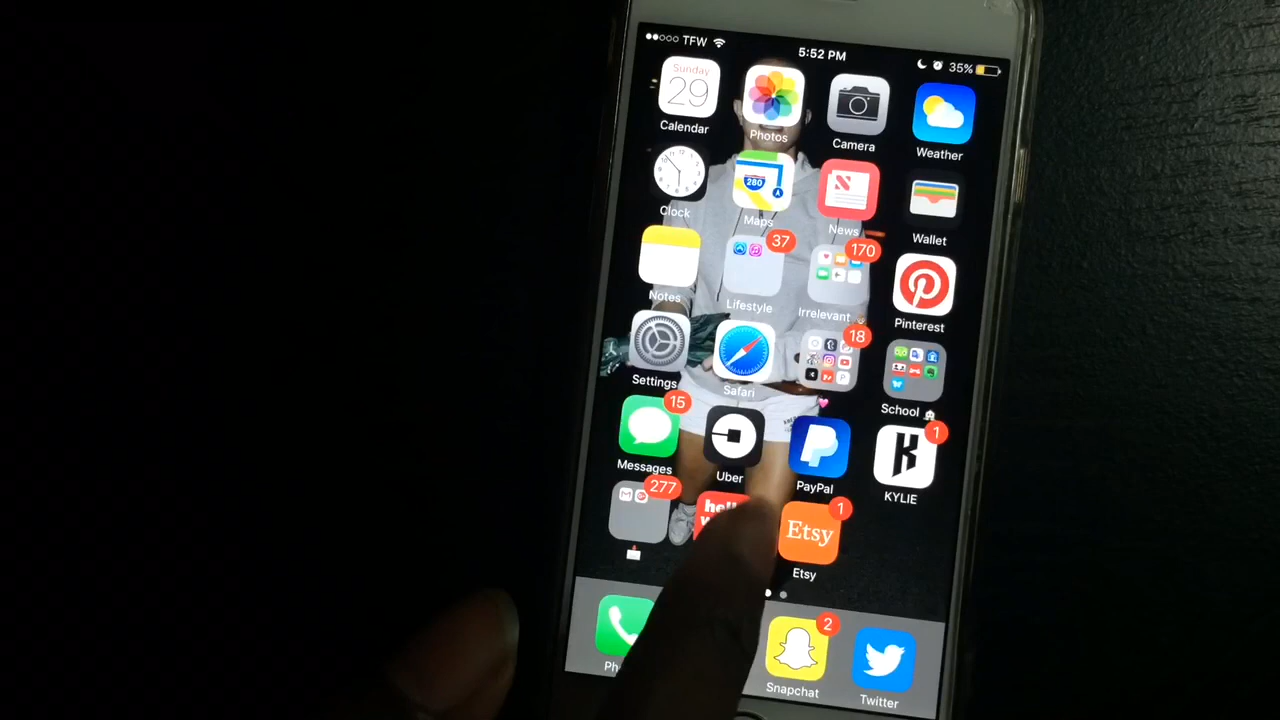 TFW 5:52 PM 35%
Sunday
29
Calendar Photos Camera Weather
280
Clock Maps News Wallet
37 170
Notes Lifestyle Irrelevant Pinterest
18
Settings Safari School
15 1
K
Messages Uber PayPal KYLIE
277 1
Etsy
Etsy
2
Snapchat Twitter